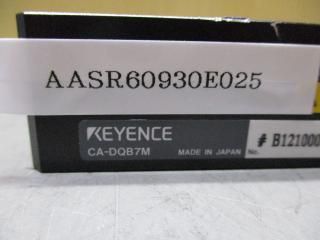 AASR60930E025
KEYENCE
CA-DQB7M MADE IN JAPAN No.
# B121000